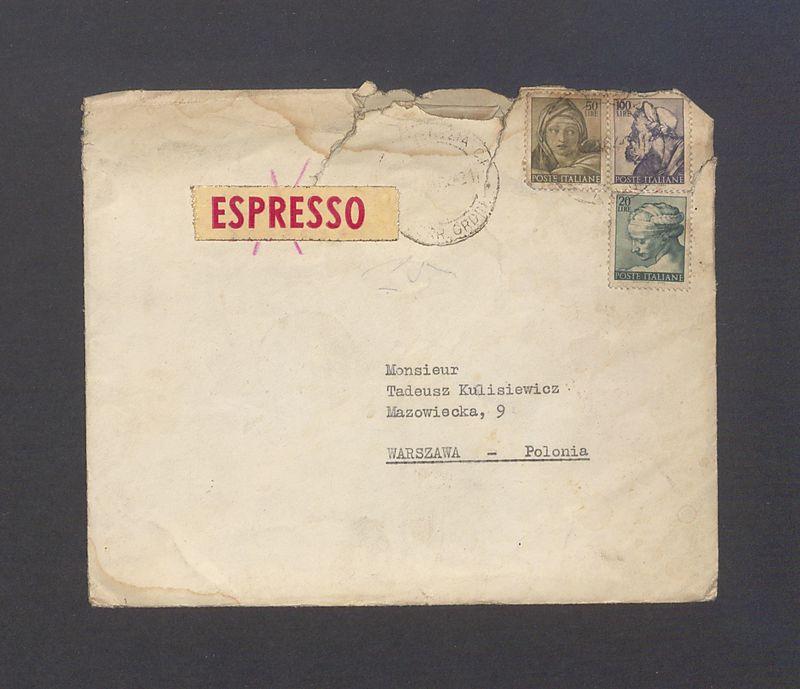 50
LIRE
POSTE ITALIANE
100
LIRE
POSTE ITALIANE
20
LIRE
POSTE ITALIANE
ESPRESSO
Monsieur
Tadeusz Kulisiewicz
Mazowiecka, 9
WARSZAWA - Polonia